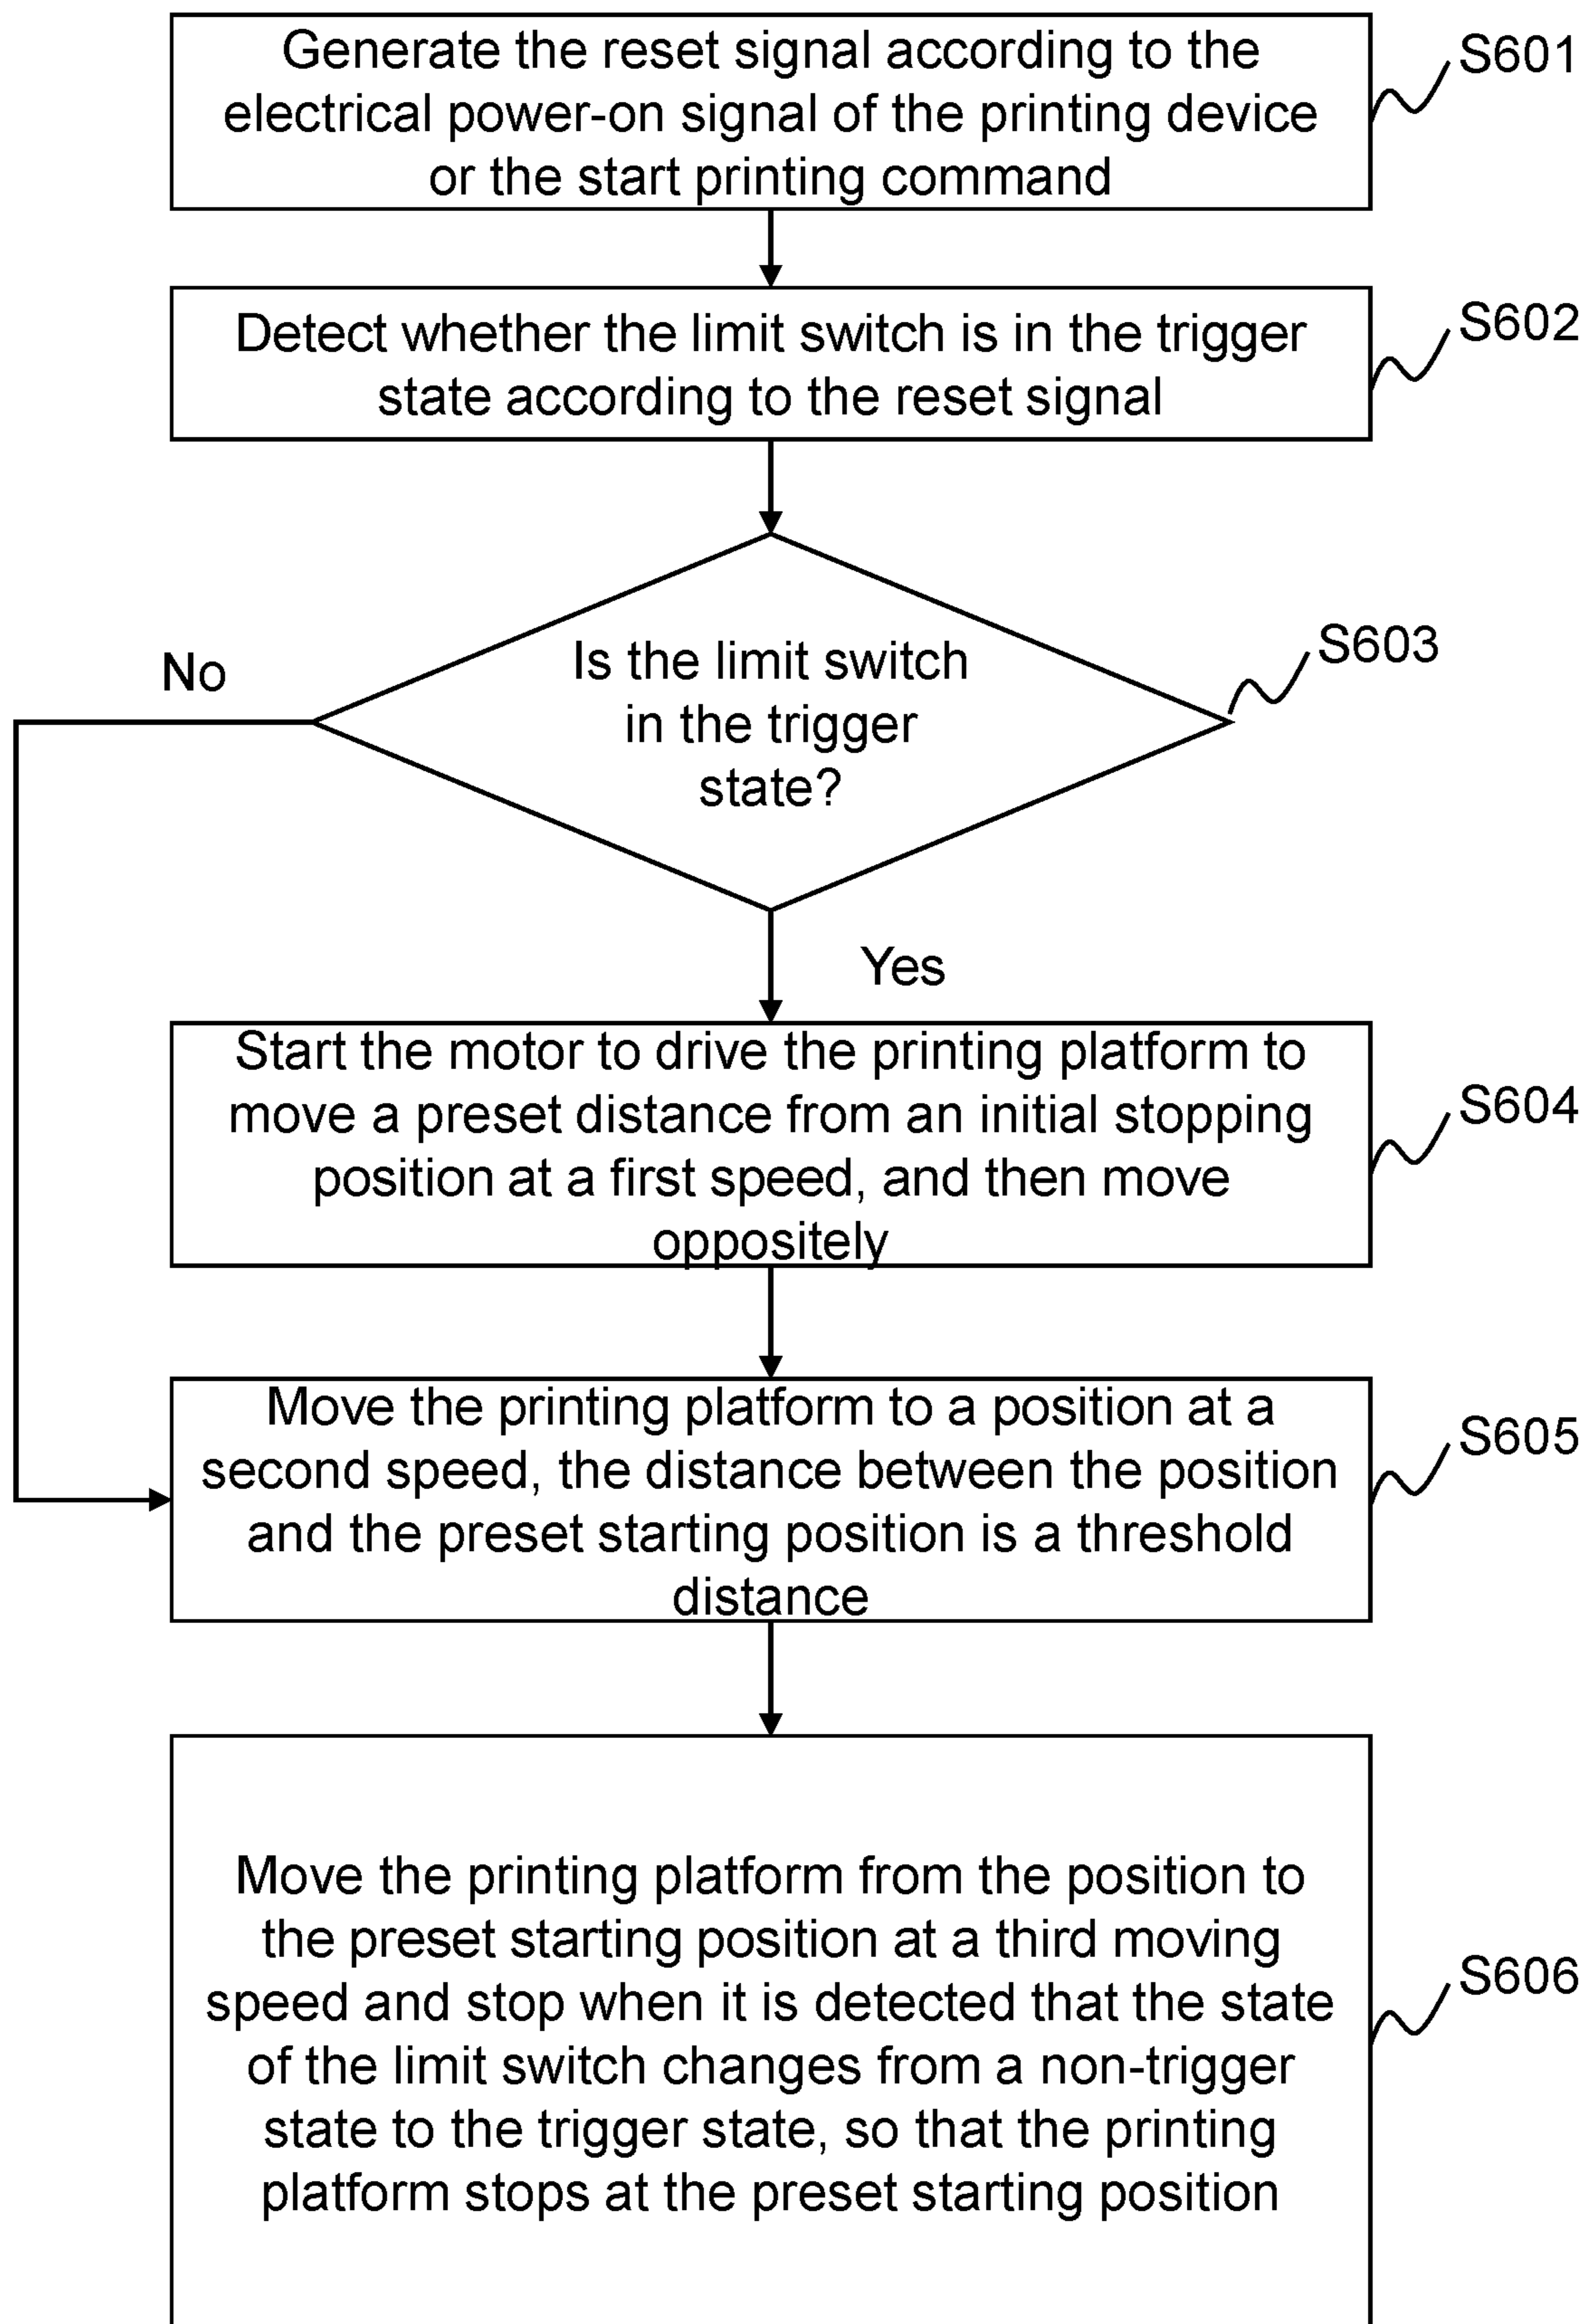 Generate the reset signal according to the
electrical power-on signal of the printing device
or the start printing command
S601
Detect whether the limit switch is in the trigger
state according to the reset signal
S602
Is the limit switch
in the trigger
state?
S603
No
Yes
Start the motor to drive the printing platform to
move a preset distance from an initial stopping
position at a first speed, and then move
oppositely
S604
Move the printing platform to a position at a
second speed, the distance between the position
and the preset starting position is a threshold
distance
S605
Move the printing platform from the position to
the preset starting position at a third moving
speed and stop when it is detected that the state
of the limit switch changes from a non-trigger
state to the trigger state, so that the printing
platform stops at the preset starting position
S606